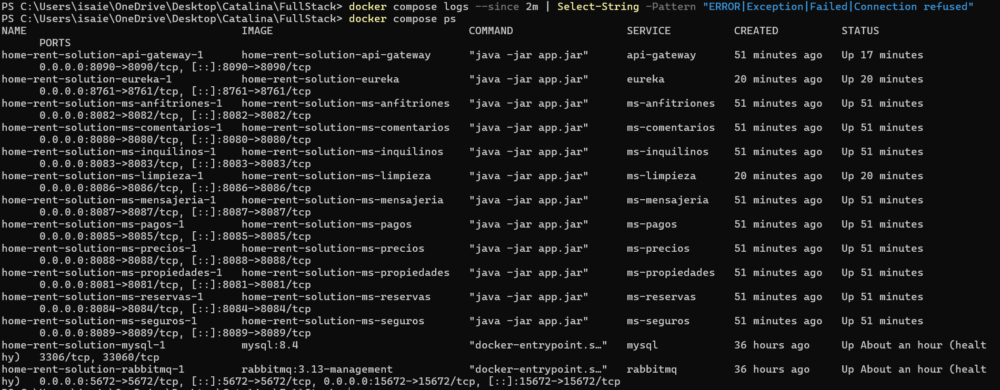 PS C:\Users\isaie\OneDrive\Desktop\Catalina\FullStack> docker compose logs --since 2m | Select-String -Pattern "ERROR|Exception|Failed|Connection refused"
PS C:\Users\isaie\OneDrive\Desktop\Catalina\FullStack> docker compose ps
NAME IMAGE COMMAND SERVICE CREATED STATUS
PORTS
home-rent-solution-api-gateway-1 home-rent-solution-api-gateway "java -jar app.jar" api-gateway 51 minutes ago Up 17 minutes
0.0.0.0:8090->8090/tcp, [::]:8090->8090/tcp
home-rent-solution-eureka-1 home-rent-solution-eureka "java -jar app.jar" eureka 20 minutes ago Up 20 minutes
0.0.0.0:8761->8761/tcp, [::]:8761->8761/tcp
home-rent-solution-ms-anfitriones-1 home-rent-solution-ms-anfitriones "java -jar app.jar" ms-anfitriones 51 minutes ago Up 51 minutes
0.0.0.0:8082->8082/tcp, [::]:8082->8082/tcp
home-rent-solution-ms-comentarios-1 home-rent-solution-ms-comentarios "java -jar app.jar" ms-comentarios 51 minutes ago Up 51 minutes
0.0.0.0:8080->8080/tcp, [::]:8080->8080/tcp
home-rent-solution-ms-inquilinos-1 home-rent-solution-ms-inquilinos "java -jar app.jar" ms-inquilinos 51 minutes ago Up 51 minutes
0.0.0.0:8083->8083/tcp, [::]:8083->8083/tcp
home-rent-solution-ms-limpieza-1 home-rent-solution-ms-limpieza "java -jar app.jar" ms-limpieza 20 minutes ago Up 20 minutes
0.0.0.0:8086->8086/tcp, [::]:8086->8086/tcp
home-rent-solution-ms-mensajeria-1 home-rent-solution-ms-mensajeria "java -jar app.jar" ms-mensajeria 51 minutes ago Up 51 minutes
0.0.0.0:8087->8087/tcp, [::]:8087->8087/tcp
home-rent-solution-ms-pagos-1 home-rent-solution-ms-pagos "java -jar app.jar" ms-pagos 51 minutes ago Up 51 minutes
0.0.0.0:8085->8085/tcp, [::]:8085->8085/tcp
home-rent-solution-ms-precios-1 home-rent-solution-ms-precios "java -jar app.jar" ms-precios 51 minutes ago Up 51 minutes
0.0.0.0:8088->8088/tcp, [::]:8088->8088/tcp
home-rent-solution-ms-propiedades-1 home-rent-solution-ms-propiedades "java -jar app.jar" ms-propiedades 51 minutes ago Up 51 minutes
0.0.0.0:8081->8081/tcp, [::]:8081->8081/tcp
home-rent-solution-ms-reservas-1 home-rent-solution-ms-reservas "java -jar app.jar" ms-reservas 51 minutes ago Up 51 minutes
0.0.0.0:8084->8084/tcp, [::]:8084->8084/tcp
home-rent-solution-ms-seguros-1 home-rent-solution-ms-seguros "java -jar app.jar" ms-seguros 51 minutes ago Up 51 minutes
0.0.0.0:8089->8089/tcp, [::]:8089->8089/tcp
home-rent-solution-mysql-1 mysql:8.4 "docker-entrypoint.s…" mysql 36 hours ago Up About an hour (healt
hy) 3306/tcp, 33060/tcp
home-rent-solution-rabbitmq-1 rabbitmq:3.13-management "docker-entrypoint.s…" rabbitmq 36 hours ago Up About an hour (healt
hy) 0.0.0.0:5672->5672/tcp, [::]:5672->5672/tcp, 0.0.0.0:15672->15672/tcp, [::]:15672->15672/tcp